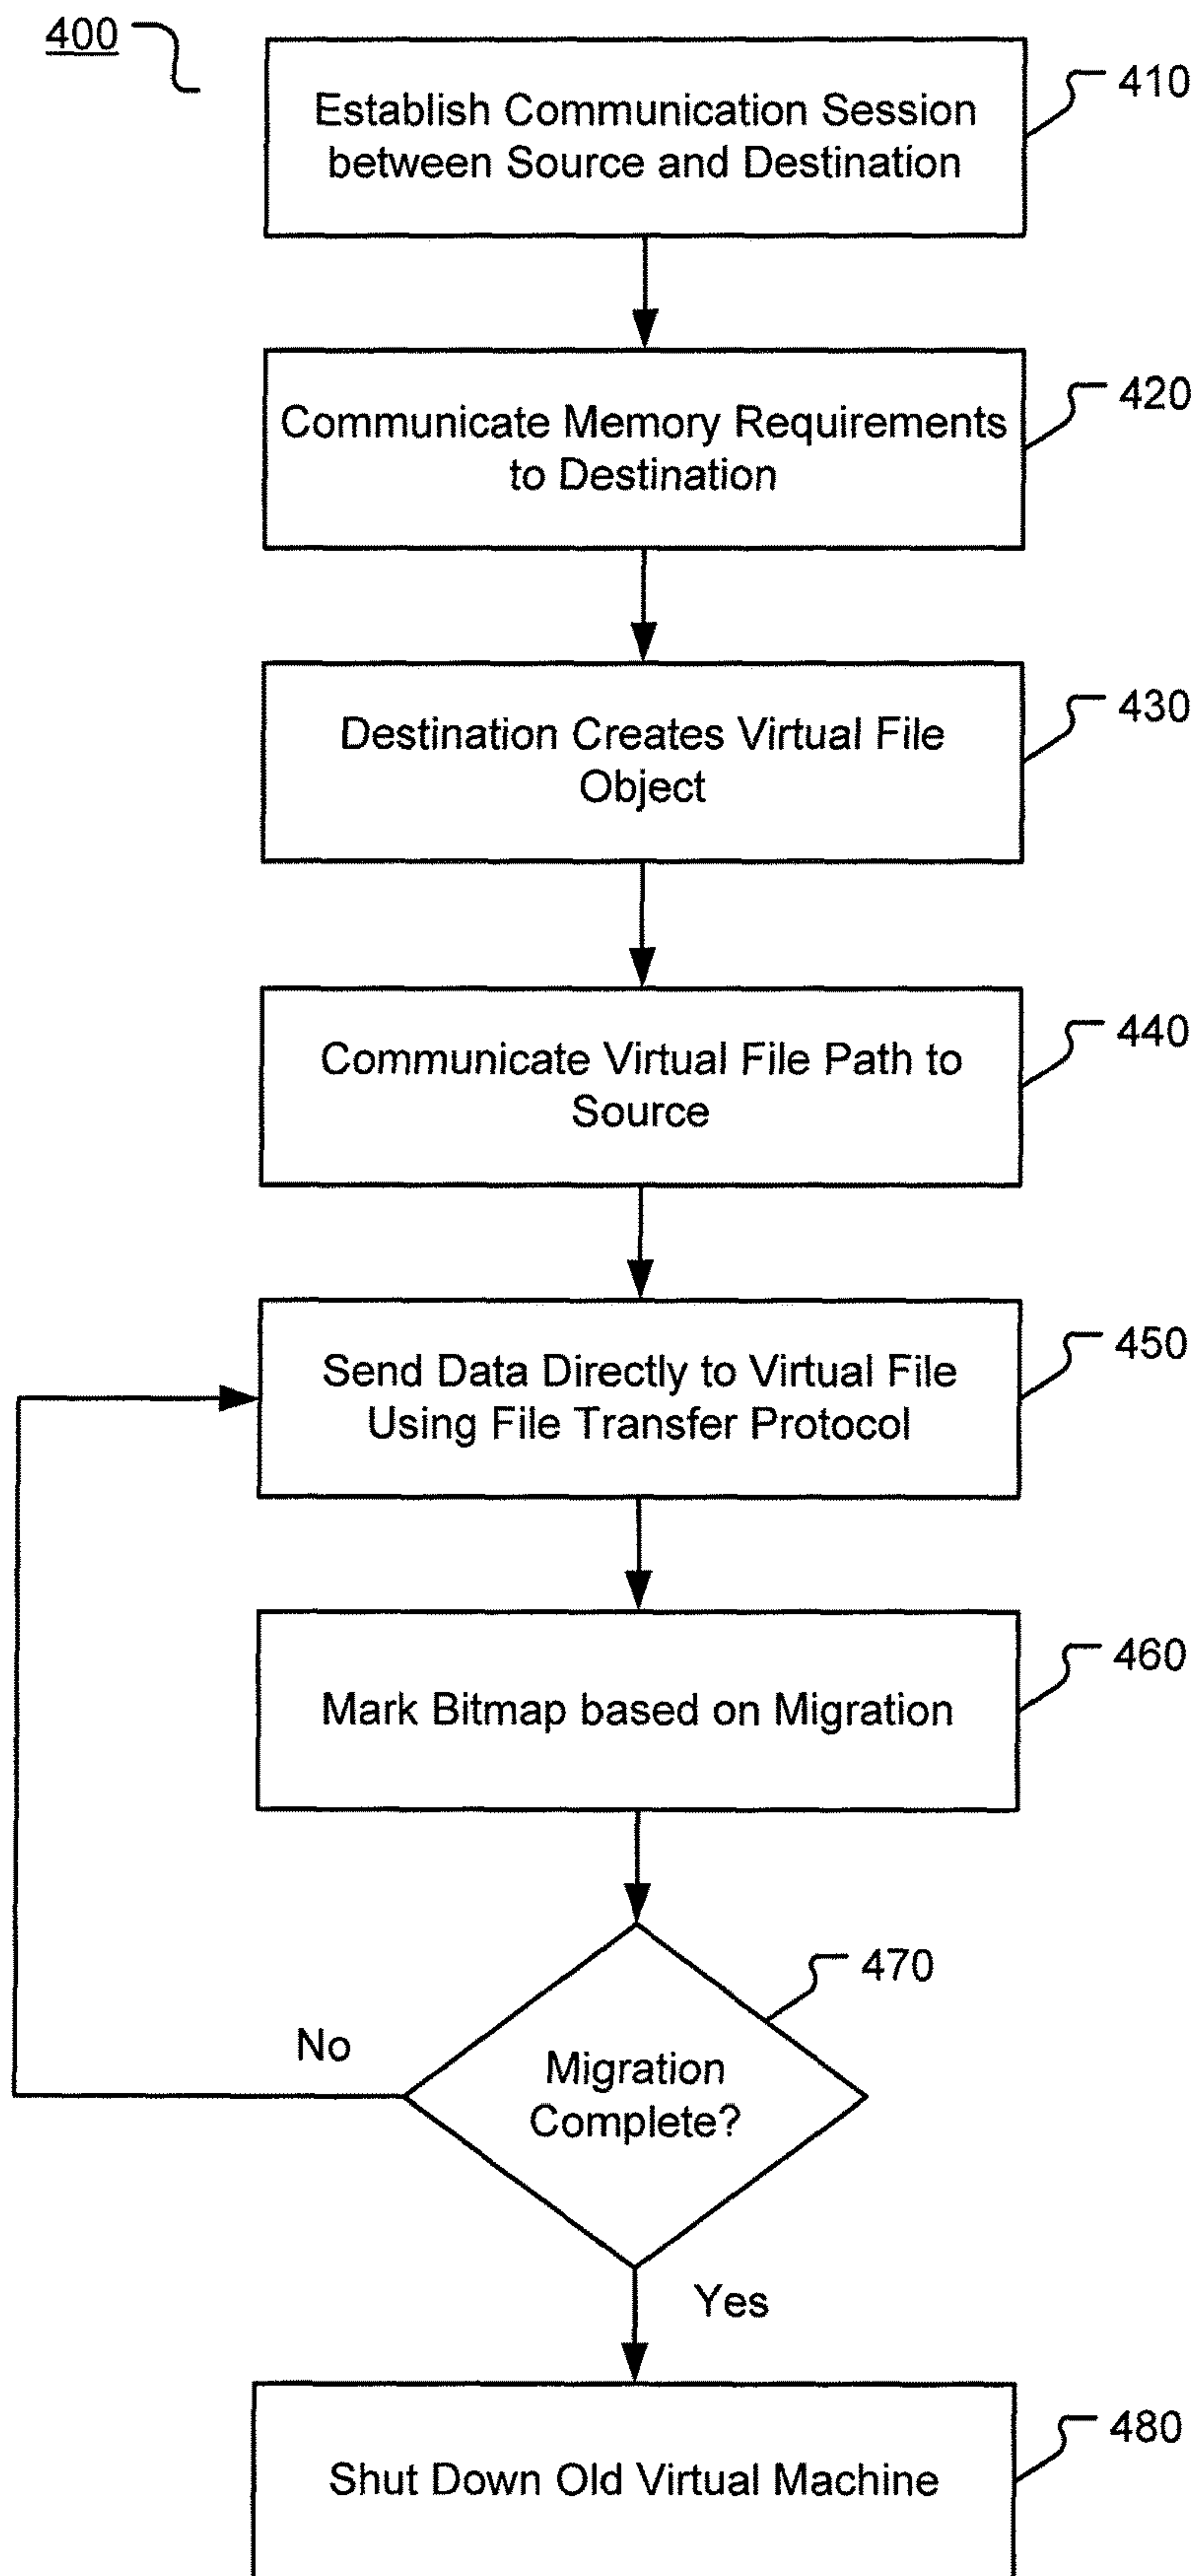 400
Establish Communication Session
between Source and Destination
410
Communicate Memory Requirements
to Destination
420
Destination Creates Virtual File
Object
430
Communicate Virtual File Path to
Source
440
Send Data Directly to Virtual File
Using File Transfer Protocol
450
Mark Bitmap based on Migration
460
470
No
Migration
Complete?
Yes
Shut Down Old Virtual Machine
480